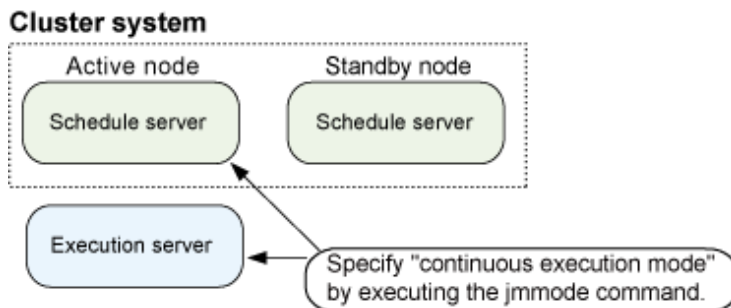 Cluster system
Active node
Standby node
Schedule server
Schedule server
Execution server
Specify "continuous execution mode"
by executing the jmmode command.